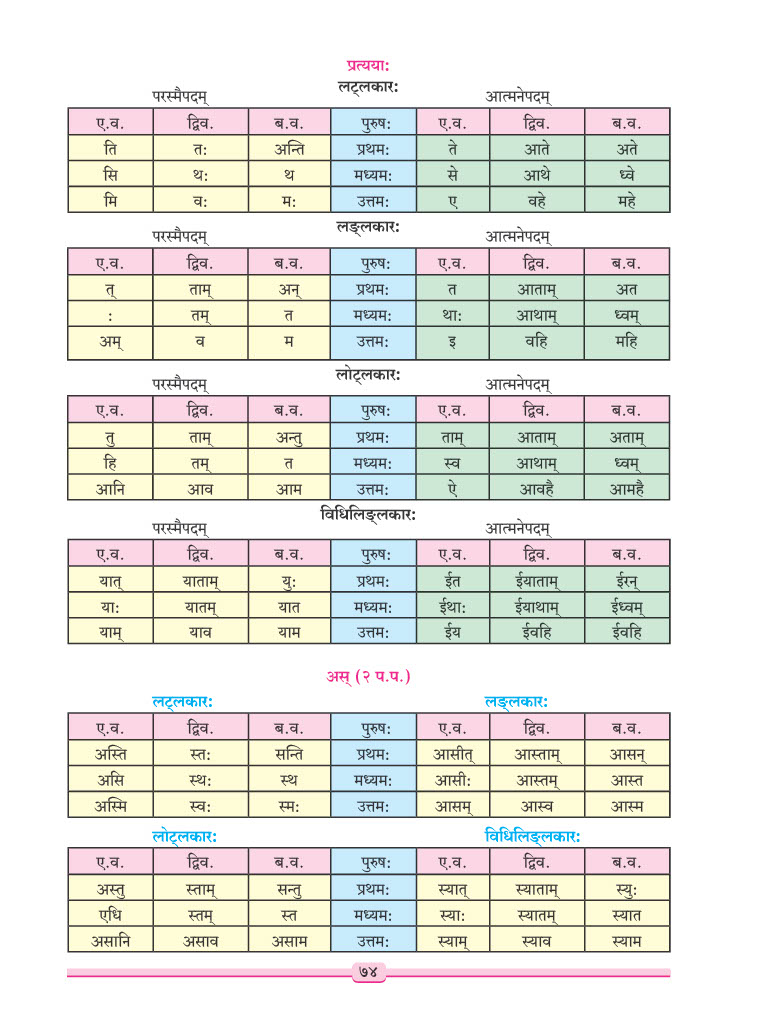 प्रत्यया:
लट्लकार:
परस्मैपदम् आत्मनेपदम्
ए.व. द्विव. ब.व. पुरुष: ए.व. द्विव. ब.व.
ति त: अन्ति प्रथम: ते आते अते
सि थ: थ मध्यम: से आथे ध्वे
मि व: म: उत्तम: ए वहे महे
लङ्लकार:
परस्मैपदम् आत्मनेपदम्
ए.व. द्विव. ब.व. पुरुष: ए.व. द्विव. ब.व.
त् ताम् अन् प्रथम: त आताम् अत
: तम् त मध्यम: था: आथाम् ध्वम्
अम् व म उत्तम: इ वहि महि
लोट्लकार:
परस्मैपदम् आत्मनेपदम्
ए.व. द्विव. ब.व. पुरुष: ए.व. द्विव. ब.व.
तु ताम् अन्तु प्रथम: ताम् आताम् अताम्
हि तम् त मध्यम: स्व आथाम् ध्वम्
आनि आव आम उत्तम: ऐ आवहै आमहै
विधिलिङ्लकार:
परस्मैपदम् आत्मनेपदम्
ए.व. द्विव. ब.व. पुरुष: ए.व. द्विव. ब.व.
यात् याताम् यु: प्रथम: ईत ईयाताम् ईरन्
या: यातम् यात मध्यम: ईथा: ईयाथाम् ईध्वम्
याम् याव याम उत्तम: ईय ईवहि ईवहि
अस् (२ प.प.)
लट्लकार: लङ्लकार:
ए.व. द्विव. ब.व. पुरुष: ए.व. द्विव. ब.व.
अस्ति स्त: सन्ति प्रथम: आसीत् आस्ताम् आसन्
असि स्थ: स्थ मध्यम: आसी: आस्तम् आस्त
अस्मि स्व: स्म: उत्तम: आसम् आस्व आस्म
लोट्लकार: विधिलिङ्लकार:
ए.व. द्विव. ब.व. पुरुष: ए.व. द्विव. ब.व.
अस्तु स्ताम् सन्तु प्रथम: स्यात् स्याताम् स्यु:
एधि स्तम् स्त मध्यम: स्या: स्यातम् स्यात
असानि असाव असाम उत्तम: स्याम् स्याव स्याम
७४